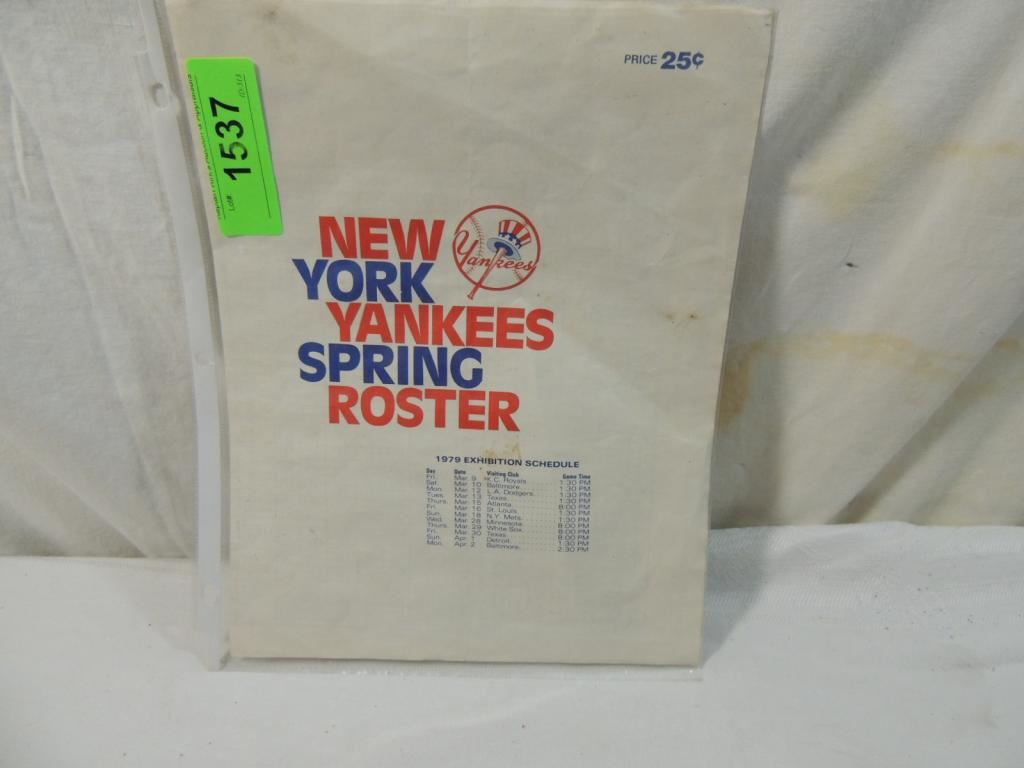 PRICE 25¢
Lot# 1537
NEW
Yankees
YORK
YANKEES
SPRING
ROSTER
1979 EXHIBITION SCHEDULE
Day Date Visiting Club Game Time
Fri. Mar. 9 K.C. Royals 1:30 PM
Sat. Mar. 10 Baltimore 1:30 PM
Mon. Mar. 12 L.A. Dodgers 1:30 PM
Tues. Mar. 13 Texas 1:30 PM
Thurs. Mar. 15 Atlanta 8:00 PM
Fri. Mar. 16 St. Louis 1:30 PM
Sun. Mar. 18 N.Y. Mets 1:30 PM
Wed. Mar. 28 Minnesota 8:00 PM
Thurs. Mar. 29 White Sox 8:00 PM
Fri. Mar. 30 Texas 8:00 PM
Sun. Apr. 1 Detroit 1:30 PM
Mon. Apr. 2 Baltimore 2:30 PM